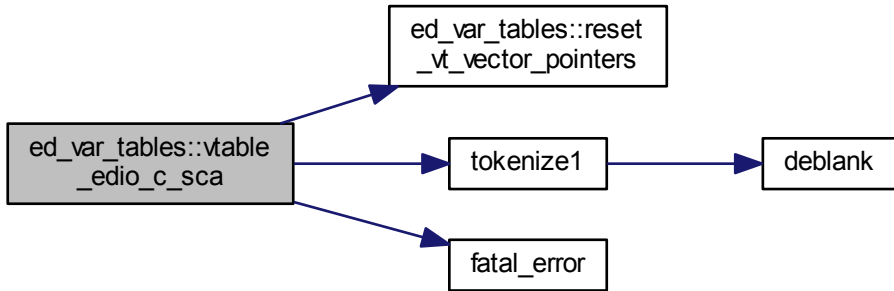 ed_var_tables::reset
_vt_vector_pointers
ed_var_tables::vtable
_edio_c_sca
tokenize1
deblank
fatal_error